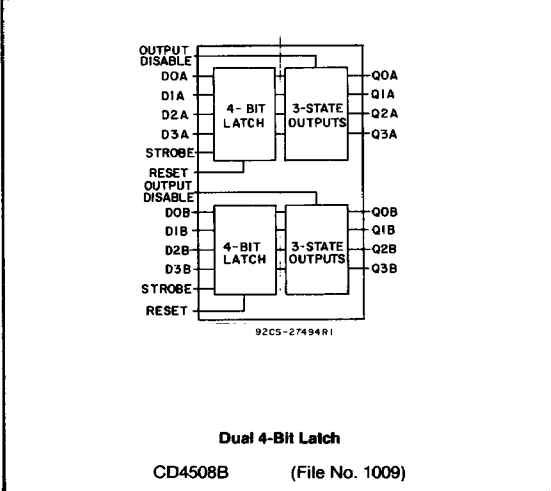 OUTPUT
DISABLE
D0A
D1A
D2A
D3A
STROBE
RESET
4-BIT
LATCH
3-STATE
OUTPUTS
Q0A
Q1A
Q2A
Q3A
OUTPUT
DISABLE
D0B
D1B
D2B
D3B
STROBE
RESET
4-BIT
LATCH
3-STATE
OUTPUTS
Q0B
Q1B
Q2B
Q3B
92CS-27494R1
Dual 4-Bit Latch
CD4508B (File No. 1009)